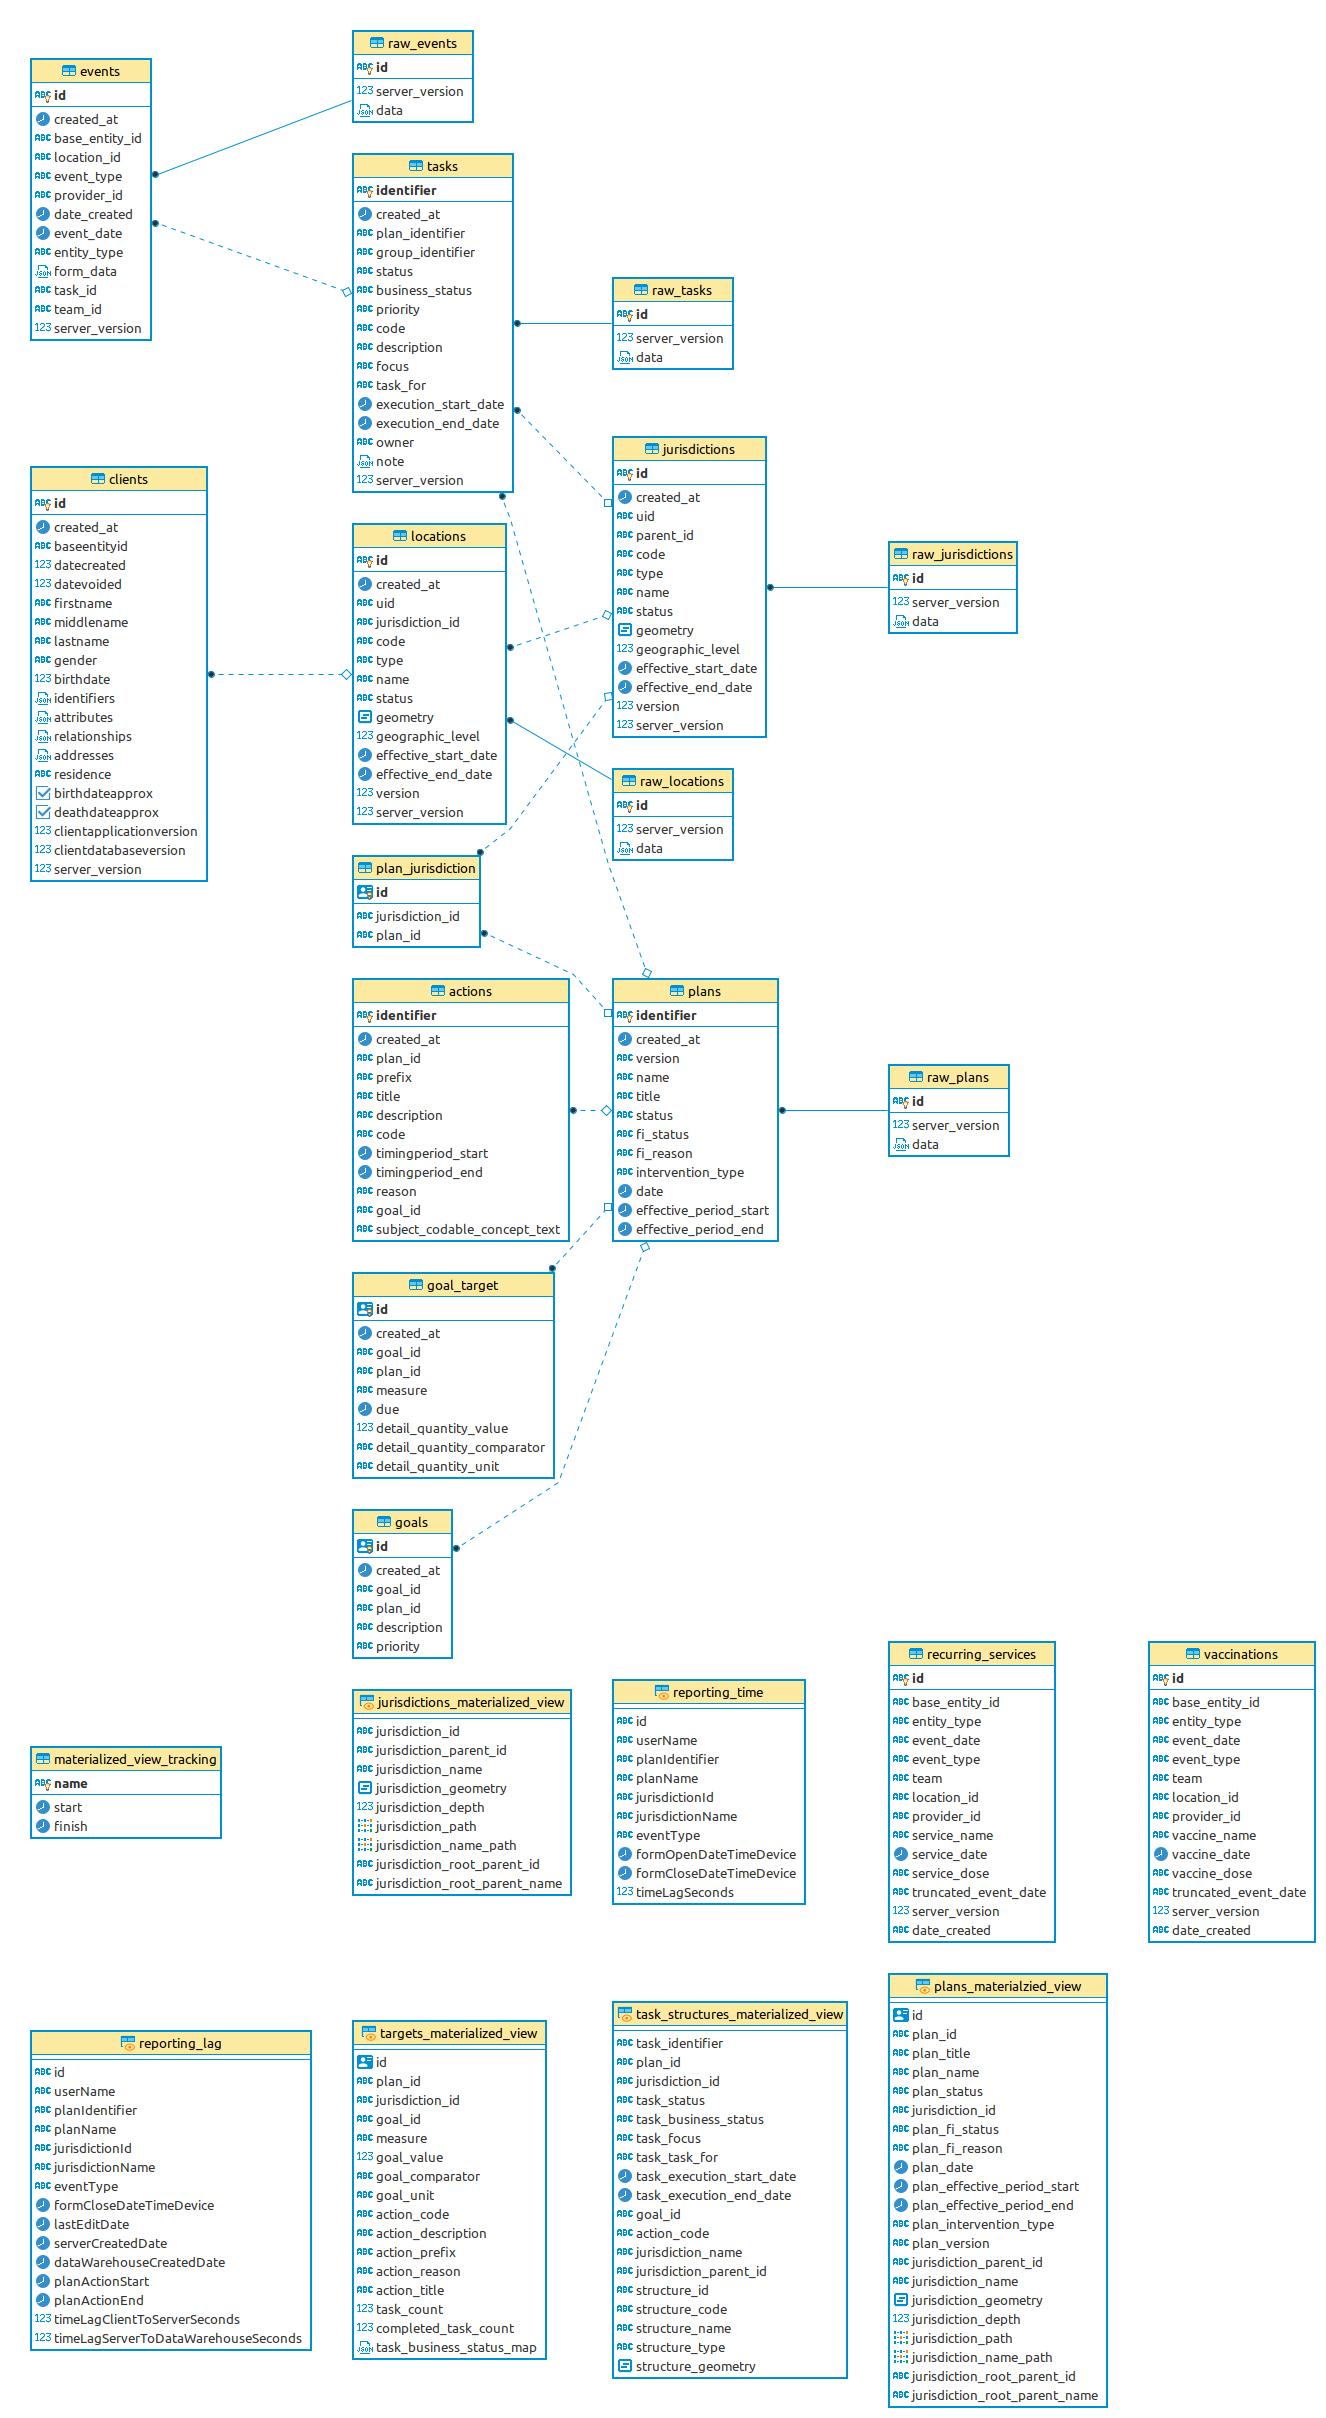 raw_events
id
server_version
data
events
id
created_at
base_entity_id
location_id
event_type
provider_id
date_created
event_date
entity_type
form_data
task_id
team_id
server_version
tasks
identifier
created_at
plan_identifier
group_identifier
status
business_status
priority
code
description
focus
task_for
execution_start_date
execution_end_date
owner
note
server_version
raw_tasks
id
server_version
data
jurisdictions
id
created_at
uid
parent_id
code
type
name
status
geometry
geographic_level
effective_start_date
effective_end_date
version
server_version
clients
id
created_at
baseentityid
datecreated
datevoided
firstname
middlename
lastname
gender
birthdate
identifiers
attributes
relationships
addresses
residence
birthdateapprox
deathdateapprox
clientapplicationversion
clientdatabaseversion
server_version
locations
id
created_at
uid
jurisdiction_id
code
type
name
status
geometry
geographic_level
effective_start_date
effective_end_date
version
server_version
raw_jurisdictions
id
server_version
data
raw_locations
id
server_version
data
plan_jurisdiction
id
jurisdiction_id
plan_id
actions
identifier
created_at
plan_id
prefix
title
description
code
timingperiod_start
timingperiod_end
reason
goal_id
subject_codable_concept_text
plans
identifier
created_at
version
name
title
status
fi_status
fi_reason
intervention_type
date
effective_period_start
effective_period_end
raw_plans
id
server_version
data
goal_target
id
created_at
goal_id
plan_id
measure
due
detail_quantity_value
detail_quantity_comparator
detail_quantity_unit
goals
id
created_at
goal_id
plan_id
description
priority
materialized_view_tracking
name
start
finish
jurisdictions_materialized_view
jurisdiction_id
jurisdiction_parent_id
jurisdiction_name
jurisdiction_geometry
jurisdiction_depth
jurisdiction_path
jurisdiction_name_path
jurisdiction_root_parent_id
jurisdiction_root_parent_name
reporting_time
id
userName
planIdentifier
planName
jurisdictionId
jurisdictionName
eventType
formOpenDateTimeDevice
formCloseDateTimeDevice
timeLagSeconds
recurring_services
id
base_entity_id
entity_type
event_date
event_type
team
location_id
provider_id
service_name
service_date
service_dose
truncated_event_date
server_version
date_created
vaccinations
id
base_entity_id
entity_type
event_date
event_type
team
location_id
provider_id
vaccine_name
vaccine_date
vaccine_dose
truncated_event_date
server_version
date_created
reporting_lag
id
userName
planIdentifier
planName
jurisdictionId
jurisdictionName
eventType
formCloseDateTimeDevice
lastEditDate
serverCreatedDate
dataWarehouseCreatedDate
planActionStart
planActionEnd
timeLagClientToServerSeconds
timeLagServerToDataWarehouseSeconds
targets_materialized_view
id
plan_id
jurisdiction_id
goal_id
measure
goal_value
goal_comparator
goal_unit
action_code
action_description
action_prefix
action_reason
action_title
task_count
completed_task_count
task_business_status_map
task_structures_materialized_view
task_identifier
plan_id
jurisdiction_id
task_status
task_business_status
task_focus
task_task_for
task_execution_start_date
task_execution_end_date
goal_id
action_code
jurisdiction_name
jurisdiction_parent_id
structure_id
structure_code
structure_name
structure_type
structure_geometry
plans_materialzied_view
id
plan_id
plan_title
plan_name
plan_status
jurisdiction_id
plan_fi_status
plan_fi_reason
plan_date
plan_effective_period_start
plan_effective_period_end
plan_intervention_type
plan_version
jurisdiction_parent_id
jurisdiction_name
jurisdiction_geometry
jurisdiction_depth
jurisdiction_path
jurisdiction_name_path
jurisdiction_root_parent_id
jurisdiction_root_parent_name